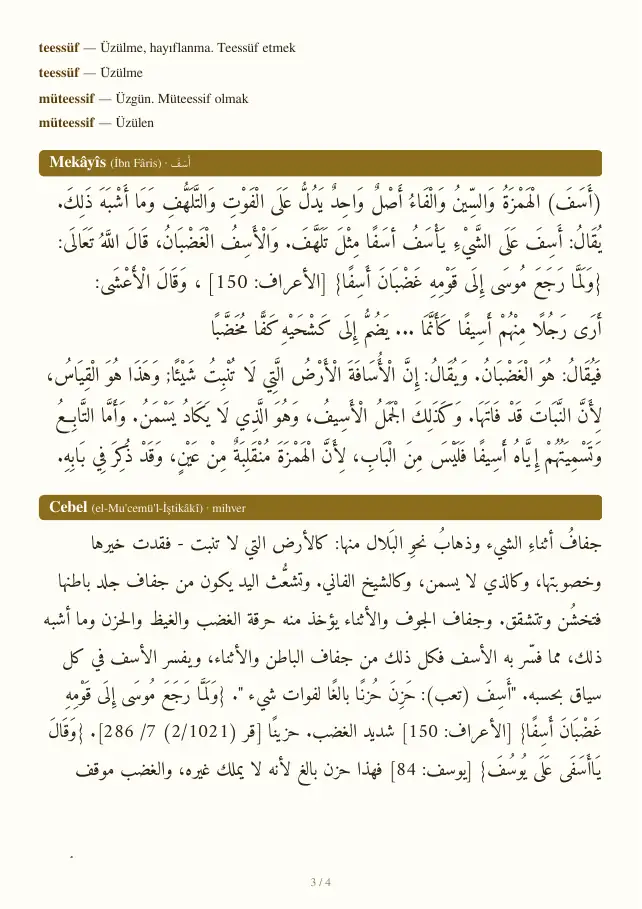 teessüf — Üzülme, hayıflanma. Teessüf etmek
teessüf — Üzülme
müteessif — Üzgün. Müteessif olmak
müteessif — Üzülen
Mekâyîs (İbn Fâris) · أَسَفَ
(أَسَفَ) الْهَمْزَةُ وَالسِّينُ وَالْفَاءُ أَصْلٌ وَاحِدٌ يَدُلُّ عَلَى الْفَوْتِ وَالتَّلَهُّفِ وَمَا أَشْبَهَ ذَلِكَ.
يُقَالُ: أَسِفَ عَلَى الشَّيْءِ يَأْسَفُ أسَفًا مِثْلَ تَلَهَّفَ. وَالْأَسِفُ الْغَضْبَانُ، قَالَ اللَّهُ تَعَالَى:
{وَلَمَّا رَجَعَ مُوسَى إِلَى قَوْمِهِ غَضْبَانَ أَسِفًا} [الأعراف: 150] ، وَقَالَ الْأَعْشَى:
أَرَى رَجُلًا مِنْهُمْ أَسِيفًا كَأَنَّمَا ... يَضُمُّ إِلَى كَشْحَيْهِ كَفًّا مُخَضَّبًا
فَيُقَالُ: هُوَ الْغَضْبَانُ. وَيُقَالُ: إِنَّ الْأُسَافَةَ الْأَرْضُ الَّتِي لَا تُنْبِتُ شَيْئًا; وَهَذَا هُوَ الْقِيَاسُ،
لِأَنَّ النَّبَاتَ قَدْ فَاتَهَا. وَكَذَلِكَ الْجَمَلُ الْأَسِيفُ، وَهُوَ الَّذِي لَا يَكَادُ يَسْمَنُ. وَأَمَّا التَّابِعُ
وَتَسْمِيَتُهُمْ إِيَّاهُ أَسِيفًا فَلَيْسَ مِنَ الْبَابِ، لِأَنَّ الْهَمْزَةَ مُنْقَلِبَةٌ مِنْ عَيْنٍ، وَقَدْ ذُكِرَ فِي بَابِهِ.
Cebel (el-Mu'cemü'l-İştikâkî) · mihver
جفافُ أثناءِ الشيء وذهابُ نحوِ البَلال منها: كالأرض التي لا تنبت - فقدت خيرها
وخصوبتها، وكالذي لا يسمن، وكالشيخ الفاني. وتشعُّث اليد يكون من جفاف جلد باطنها
فتخشُن وتتشقق. وجفاف الجوف والأثناء يؤخذ منه حرقة الغضب والغيظ والحزن وما أشبه
ذلك، مما فسّر به الأسف فكل ذلك من جفاف الباطن والأثناء، ويفسر الأسف في كل
سياق بحسبه. "أَسِفَ (تعب): حَزِنَ حُزنًا بالغًا لفوات شيء ". {وَلَمَّا رَجَعَ مُوسَى إِلَى قَوْمِهِ
غَضْبَانَ أَسِفًا} [الأعراف: 150] شديد الغضب. حزينًا [قر (2/1021) 7/ 286]. {وَقَالَ
يَاأَسَفَى عَلَى يُوسُفَ} [يوسف: 84] فهذا حزن بالغ لأنه لا يملك غيره، والغضب موقف
3 / 4